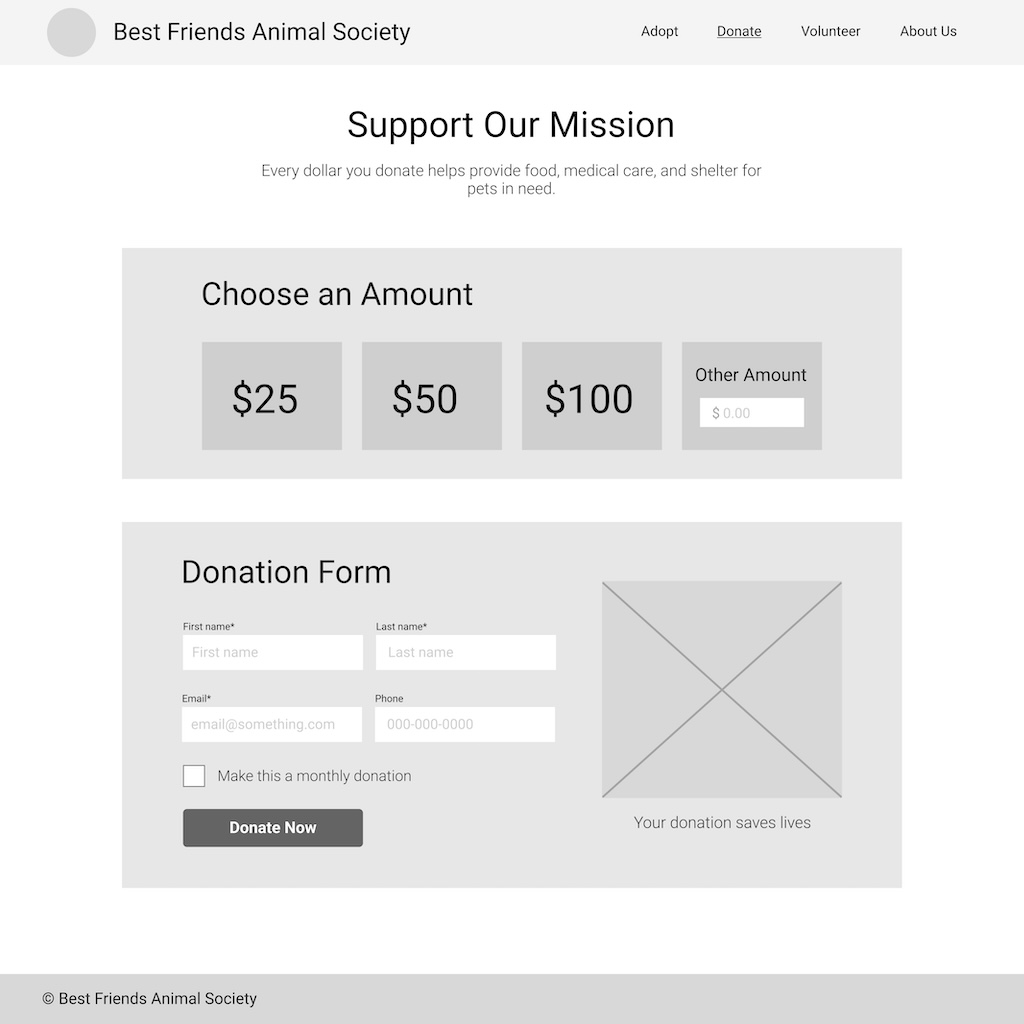 Best Friends Animal Society
Adopt
Donate
Volunteer
About Us
Support Our Mission
Every dollar you donate helps provide food, medical care, and shelter for
pets in need.
Choose an Amount
$25
$50
$100
Other Amount
$ 0.00
Donation Form
First name*
Last name*
First name
Last name
Email*
Phone
email@something.com
000-000-0000
Make this a monthly donation
Donate Now
Your donation saves lives
© Best Friends Animal Society